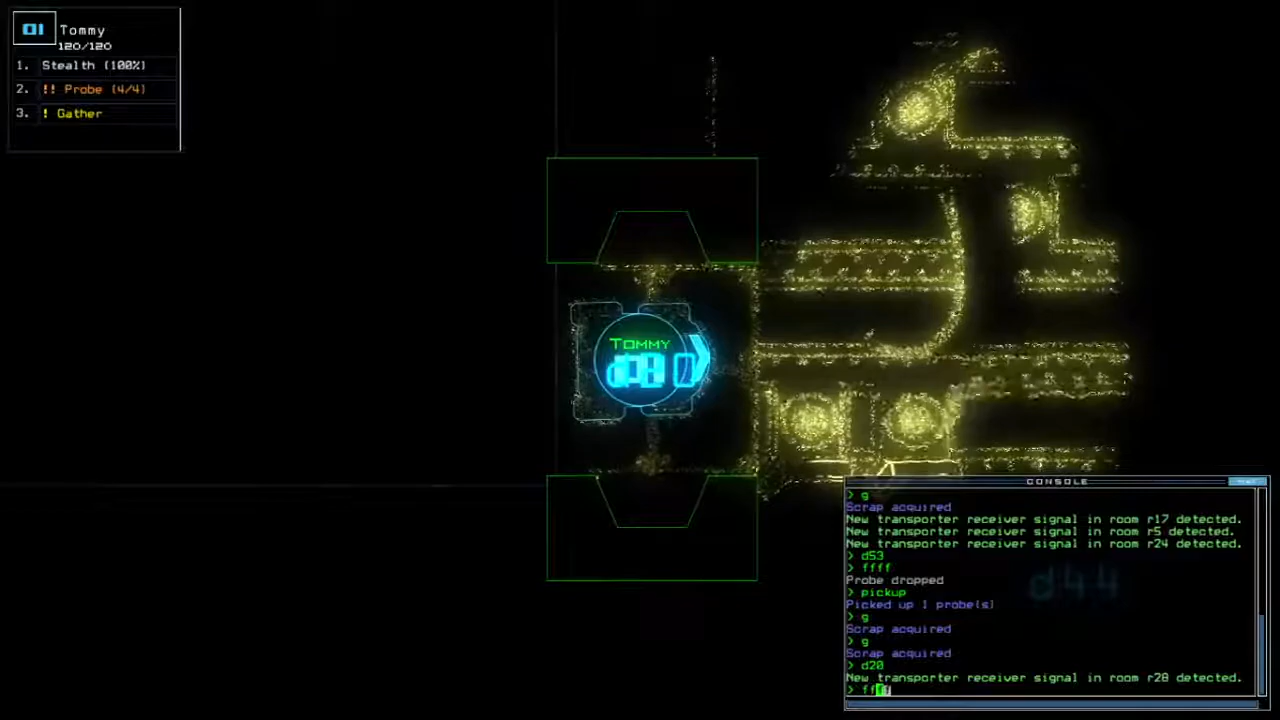 01 Tommy
120/120
1. Stealth (100%)
2. !! Probe (4/4)
3. ! Gather
TOMMY
CONSOLE
> g
Scrap acquired
New transporter receiver signal in room r17 detected.
New transporter receiver signal in room r5 detected.
New transporter receiver signal in room r24 detected.
> d53
> ffff
Probe dropped
> pickup
Picked up 1 probe(s)
> g
Scrap acquired
> g
Scrap acquired
> d20
New transporter receiver signal in room r28 detected.
d44